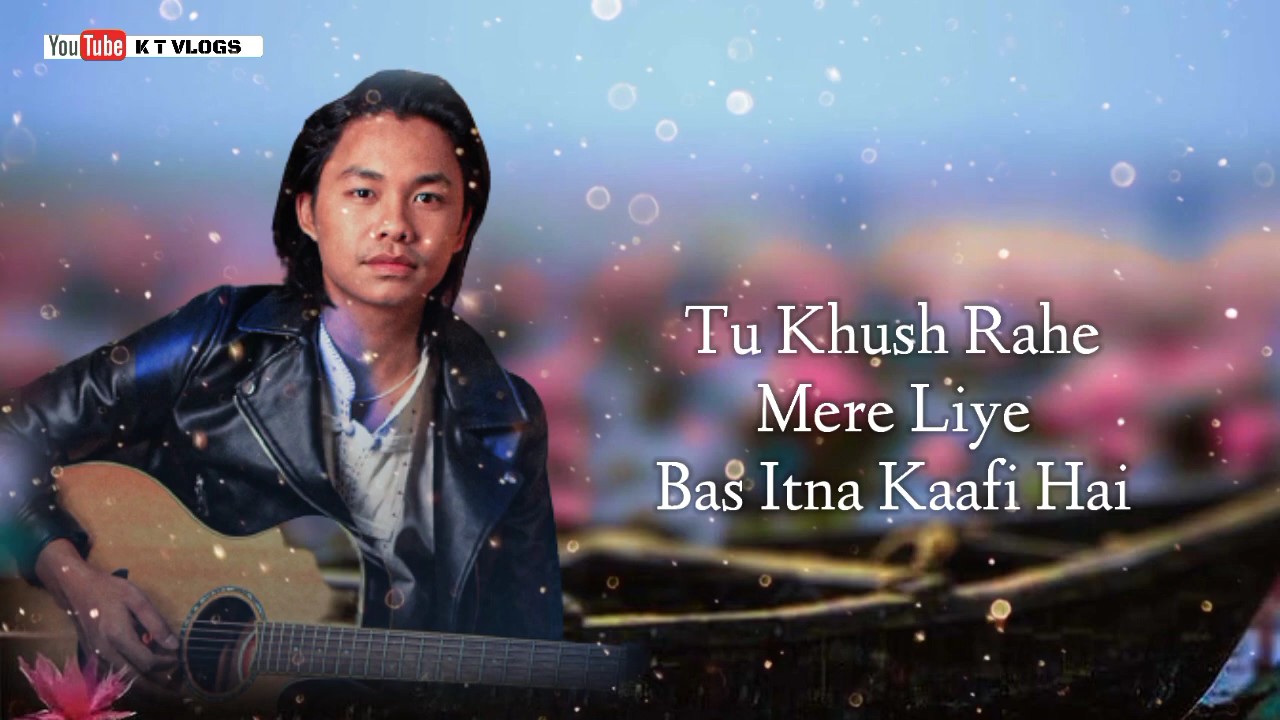 YouTube K T VLOGS
Tu Khush Rahe
Mere Liye
Bas Itna Kaafi Hai